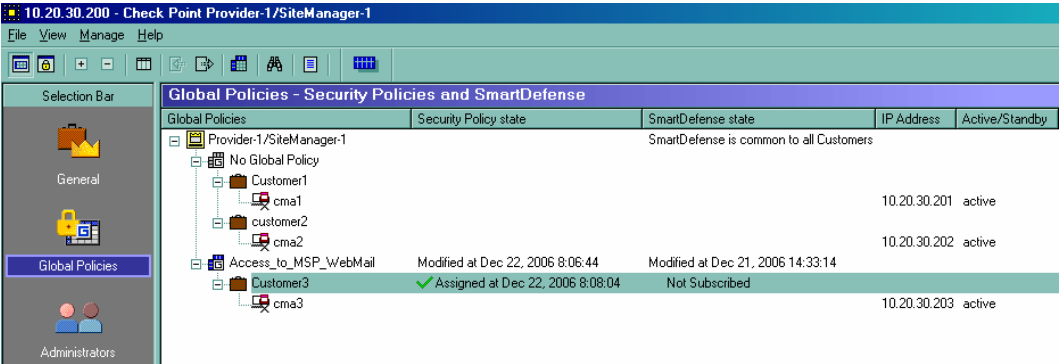 10.20.30.200 - Check Point Provider-1/SiteManager-1
File View Manage Help
Selection Bar
Global Policies - Security Policies and SmartDefense
Global Policies Security Policy state SmartDefense state IP Address Active/Standby
Provider-1/SiteManager-1 SmartDefense is common to all Customers
No Global Policy
Customer1
cma1 10.20.30.201 active
customer2
cma2 10.20.30.202 active
Access_to_MSP_WebMail Modified at Dec 22, 2006 8:06:44 Modified at Dec 21, 2006 14:33:14
Customer3 Assigned at Dec 22, 2006 8:08:04 Not Subscribed
cma3 10.20.30.203 active
General
Global Policies
Administrators